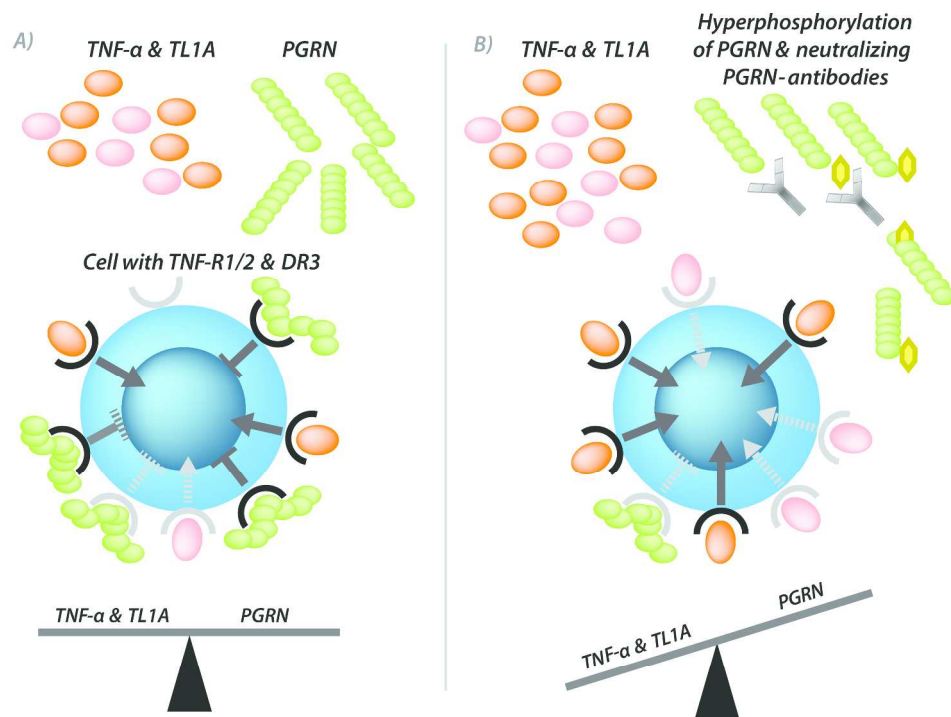 A)
TNF-α & TL1A
PGRN
Cell with TNF-R1/2 & DR3
TNF-α & TL1A
PGRN
B)
TNF-α & TL1A
Hyperphosphorylation
of PGRN & neutralizing
PGRN-antibodies
PGRN
TNF-α & TL1A